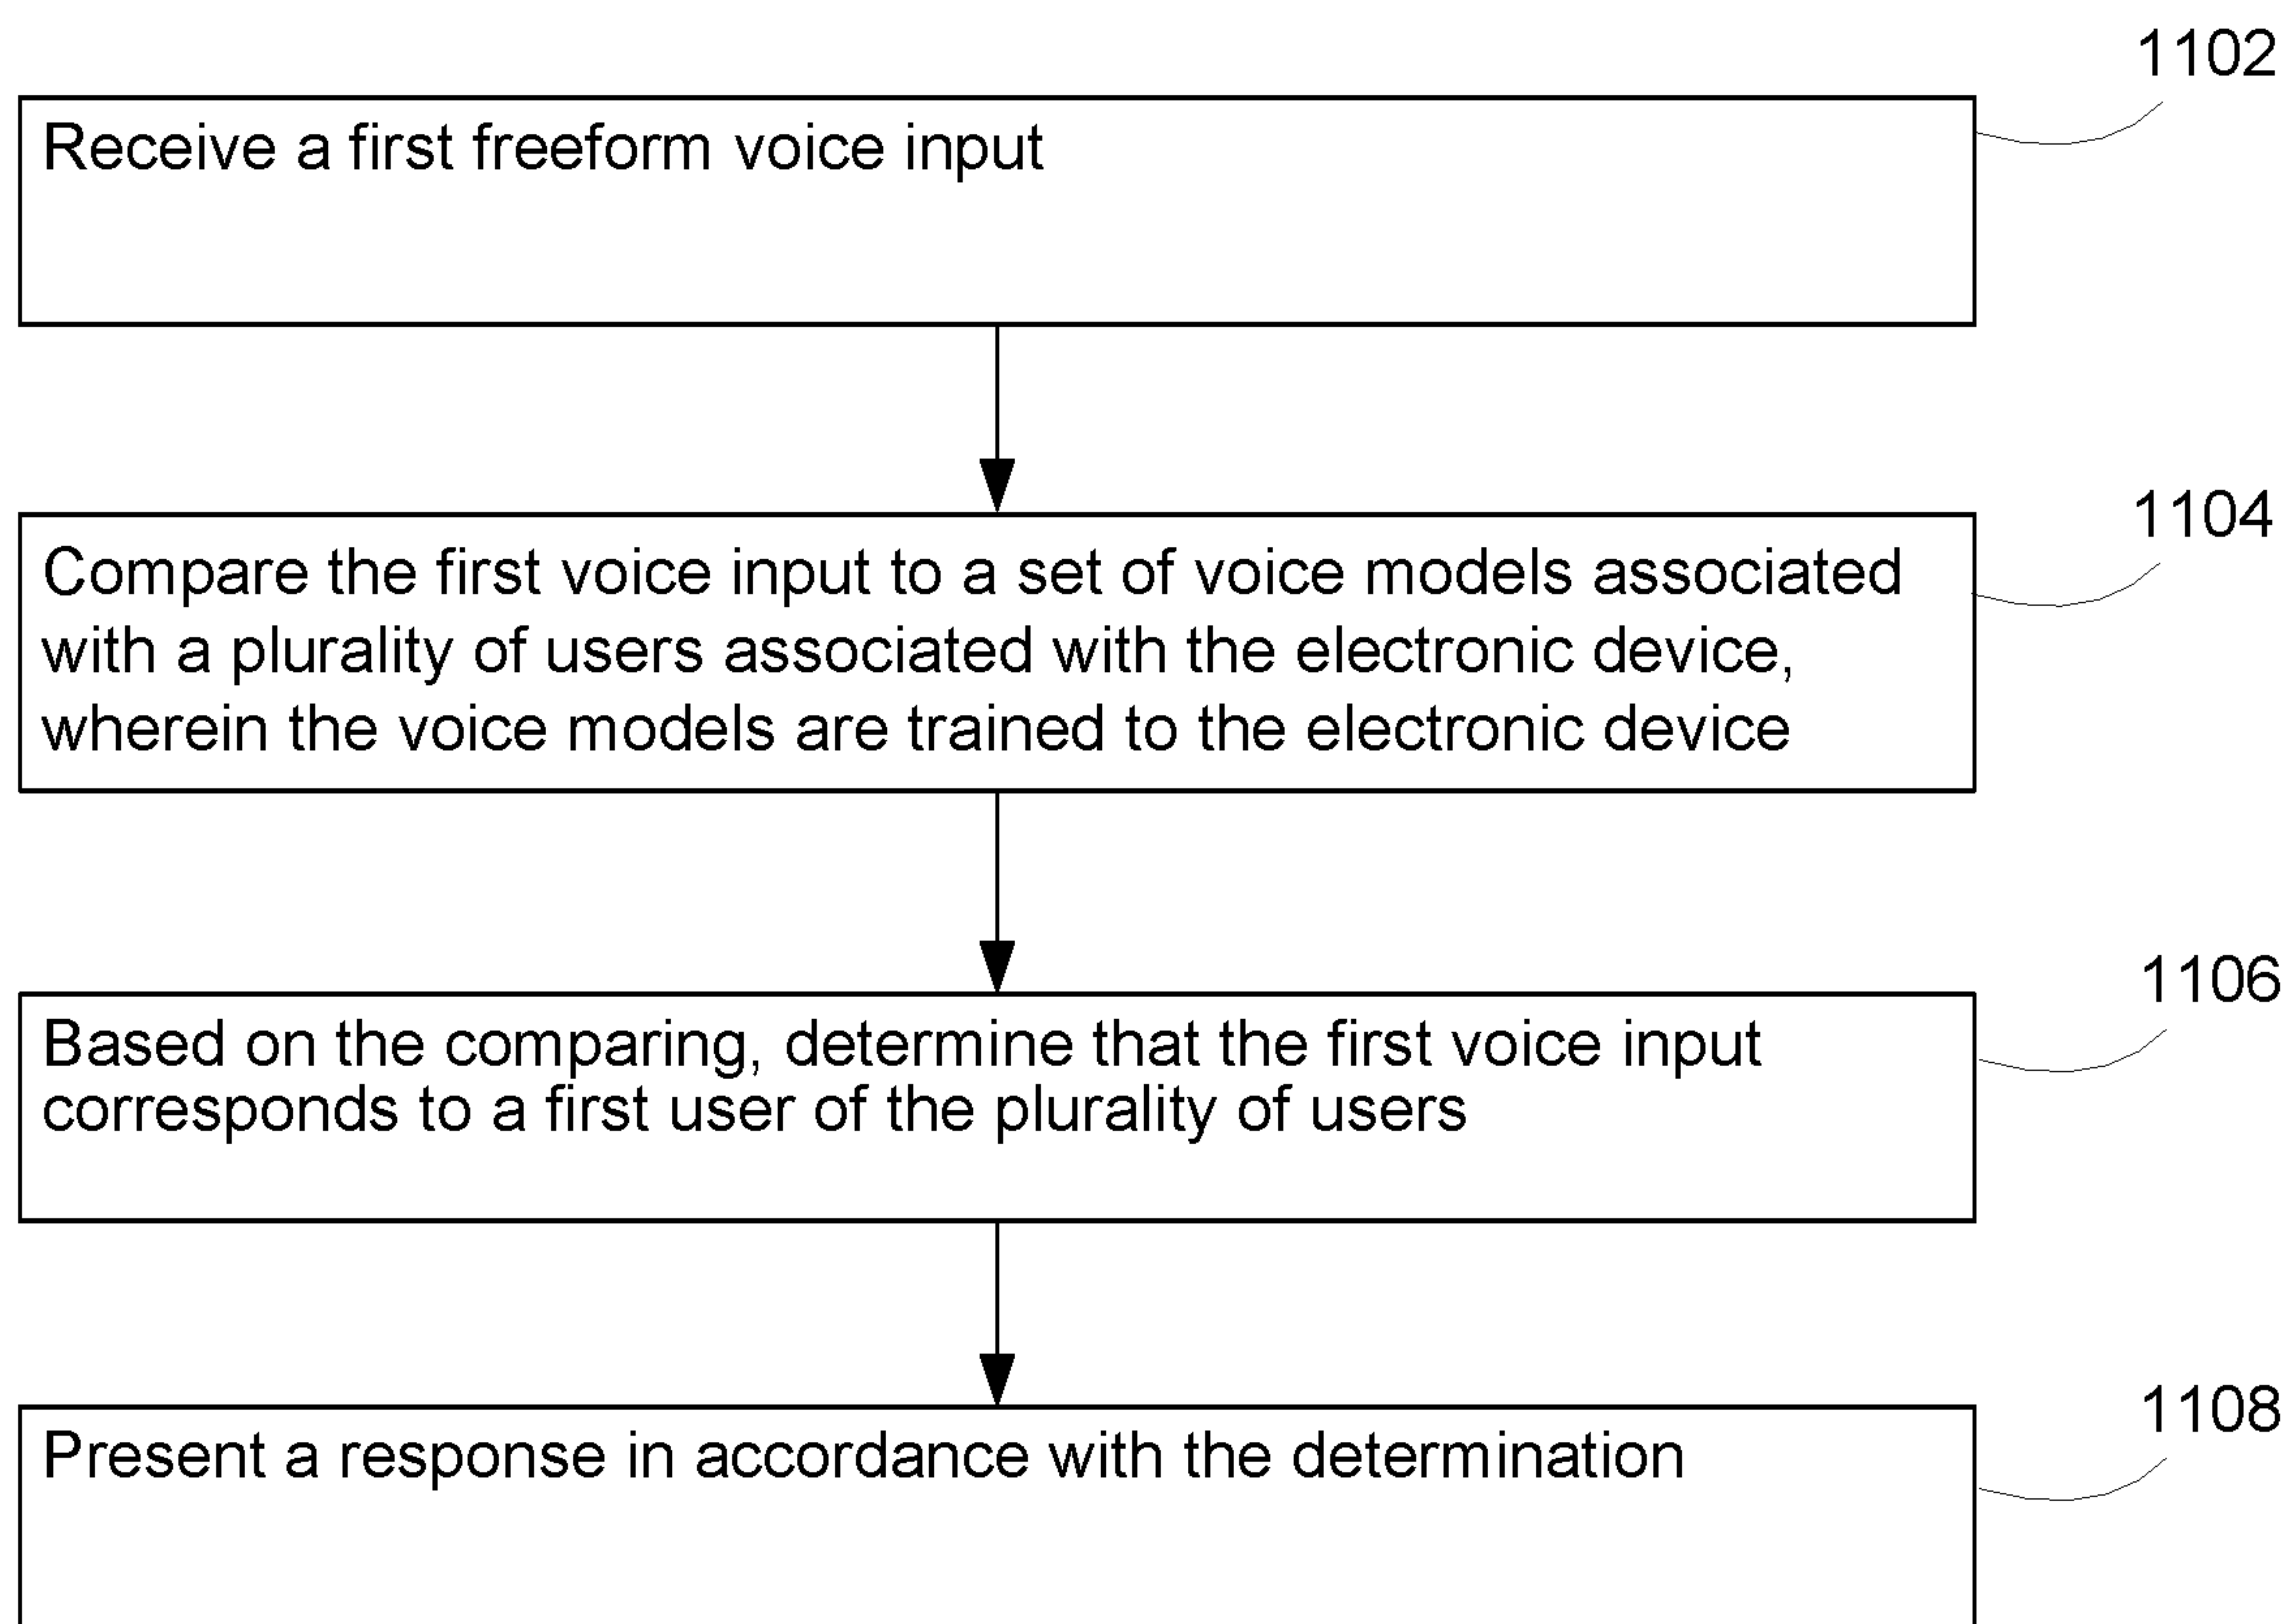 1102
Receive a first freeform voice input
1104
Compare the first voice input to a set of voice models associated
with a plurality of users associated with the electronic device,
wherein the voice models are trained to the electronic device
1106
Based on the comparing, determine that the first voice input
corresponds to a first user of the plurality of users
1108
Present a response in accordance with the determination